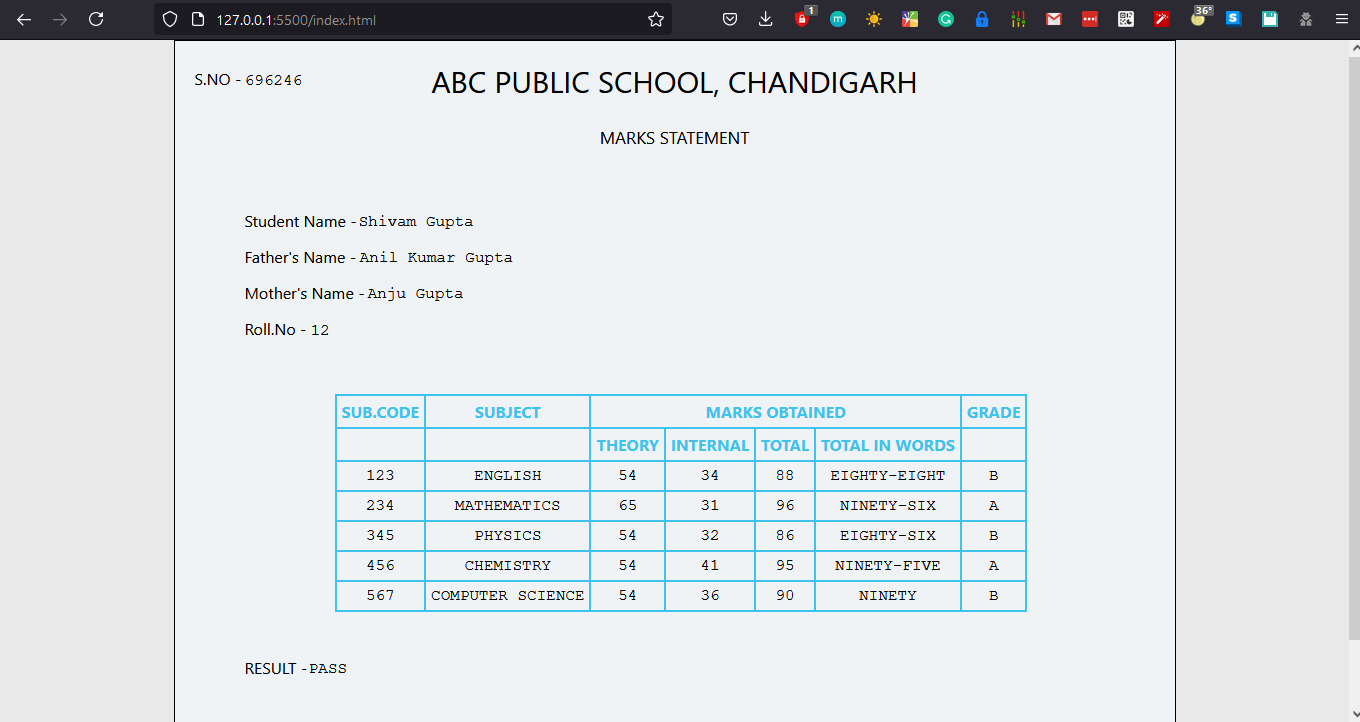 127.0.0.1:5500/index.html
1
36°
S.NO - 696246
ABC PUBLIC SCHOOL, CHANDIGARH
MARKS STATEMENT
Student Name - Shivam Gupta
Father's Name - Anil Kumar Gupta
Mother's Name - Anju Gupta
Roll.No - 12
SUB.CODE SUBJECT MARKS OBTAINED GRADE
THEORY INTERNAL TOTAL TOTAL IN WORDS
123 ENGLISH 54 34 88 EIGHTY-EIGHT B
234 MATHEMATICS 65 31 96 NINETY-SIX A
345 PHYSICS 54 32 86 EIGHTY-SIX B
456 CHEMISTRY 54 41 95 NINETY-FIVE A
567 COMPUTER SCIENCE 54 36 90 NINETY B
RESULT - PASS